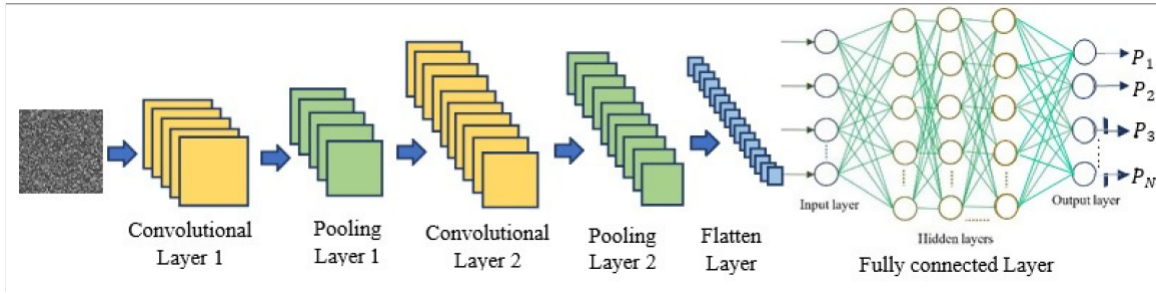 Convolutional
Layer 1
Pooling
Layer 1
Convolutional
Layer 2
Pooling
Layer 2
Flatten
Layer
Input layer
Hidden layers
Output layer
Fully connected Layer
P1
P2
P3
PN